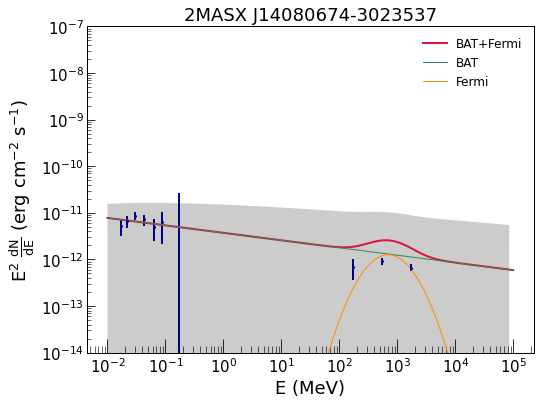 2MASX J14080674-3023537
BAT+Fermi
BAT
Fermi
10⁻⁷
10⁻⁸
10⁻⁹
10⁻¹⁰
10⁻¹¹
10⁻¹²
10⁻¹³
10⁻¹⁴
E² dN/dE (erg cm⁻² s⁻¹)
10⁻² 10⁻¹ 10⁰ 10¹ 10² 10³ 10⁴ 10⁵
E (MeV)